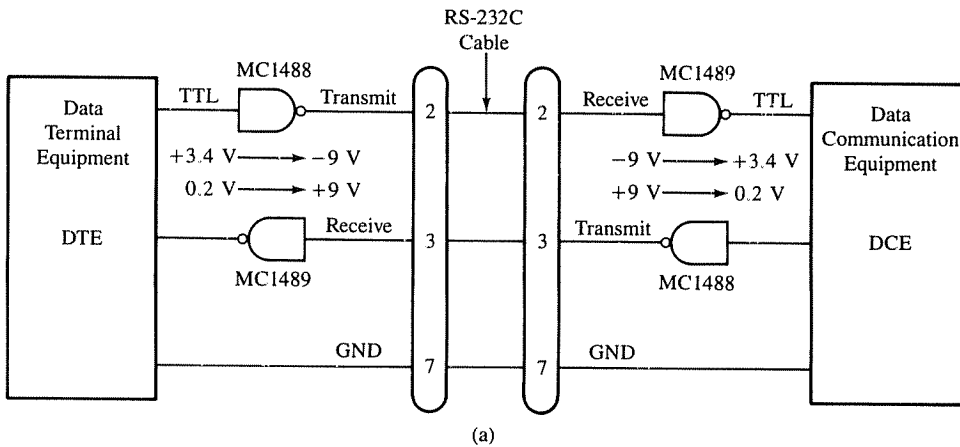 RS-232C
Cable
MC1488
MC1489
TTL
Transmit
2
2
Receive
TTL
Data
Terminal
Equipment
Data
Communication
Equipment
+3.4 V → -9 V
-9 V → +3.4 V
0.2 V → +9 V
+9 V → 0.2 V
DTE
Receive
3
3
Transmit
DCE
MC1489
MC1488
GND
7
7
GND
(a)